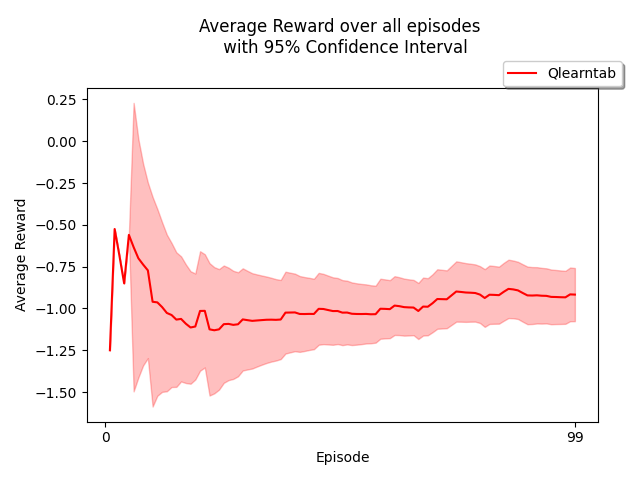 Average Reward over all episodes
with 95% Confidence Interval
Qlearntab
0.25
0.00
−0.25
−0.50
−0.75
−1.00
−1.25
−1.50
Average Reward
0
99
Episode